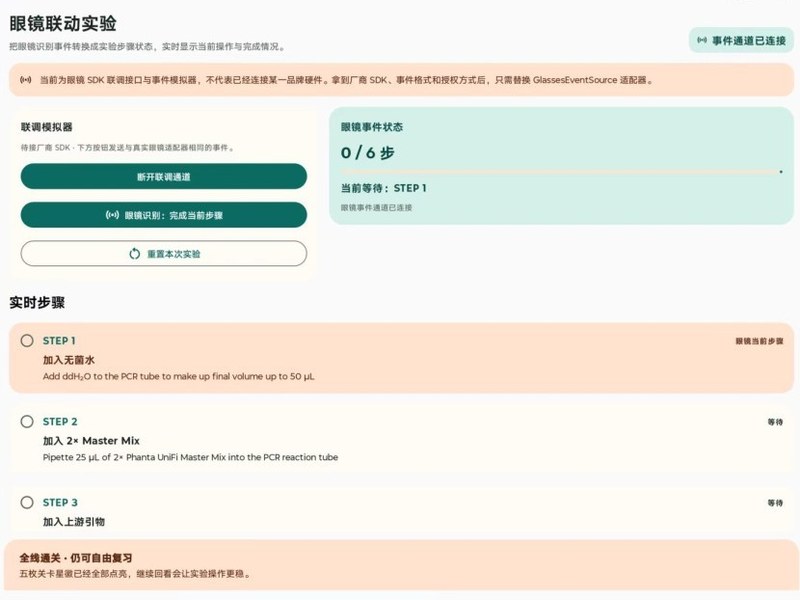 眼镜联动实验
把眼镜识别事件转换成实验步骤状态，实时显示当前操作与完成情况。
事件通道已连接
当前为眼镜 SDK 联调接口与事件模拟器，不代表已经连接某一品牌硬件。拿到厂商 SDK、事件格式和授权方式后，只需替换 GlassesEventSource 适配器。
联调模拟器
待接厂商 SDK · 下方按钮发送与真实眼镜适配器相同的事件。
断开联调通道
眼镜识别：完成当前步骤
重置本次实验
眼镜事件状态
0 / 6 步
当前等待：STEP 1
眼镜事件通道已连接
实时步骤
STEP 1
眼镜当前步骤
加入无菌水
Add ddH₂O to the PCR tube to make up final volume up to 50 μL
STEP 2
等待
加入 2× Master Mix
Pipette 25 μL of 2× Phanta UniFi Master Mix into the PCR reaction tube
STEP 3
等待
加入上游引物
全线通关 · 仍可自由复习
五枚关卡星徽已经全部点亮，继续回看会让实验操作更稳。